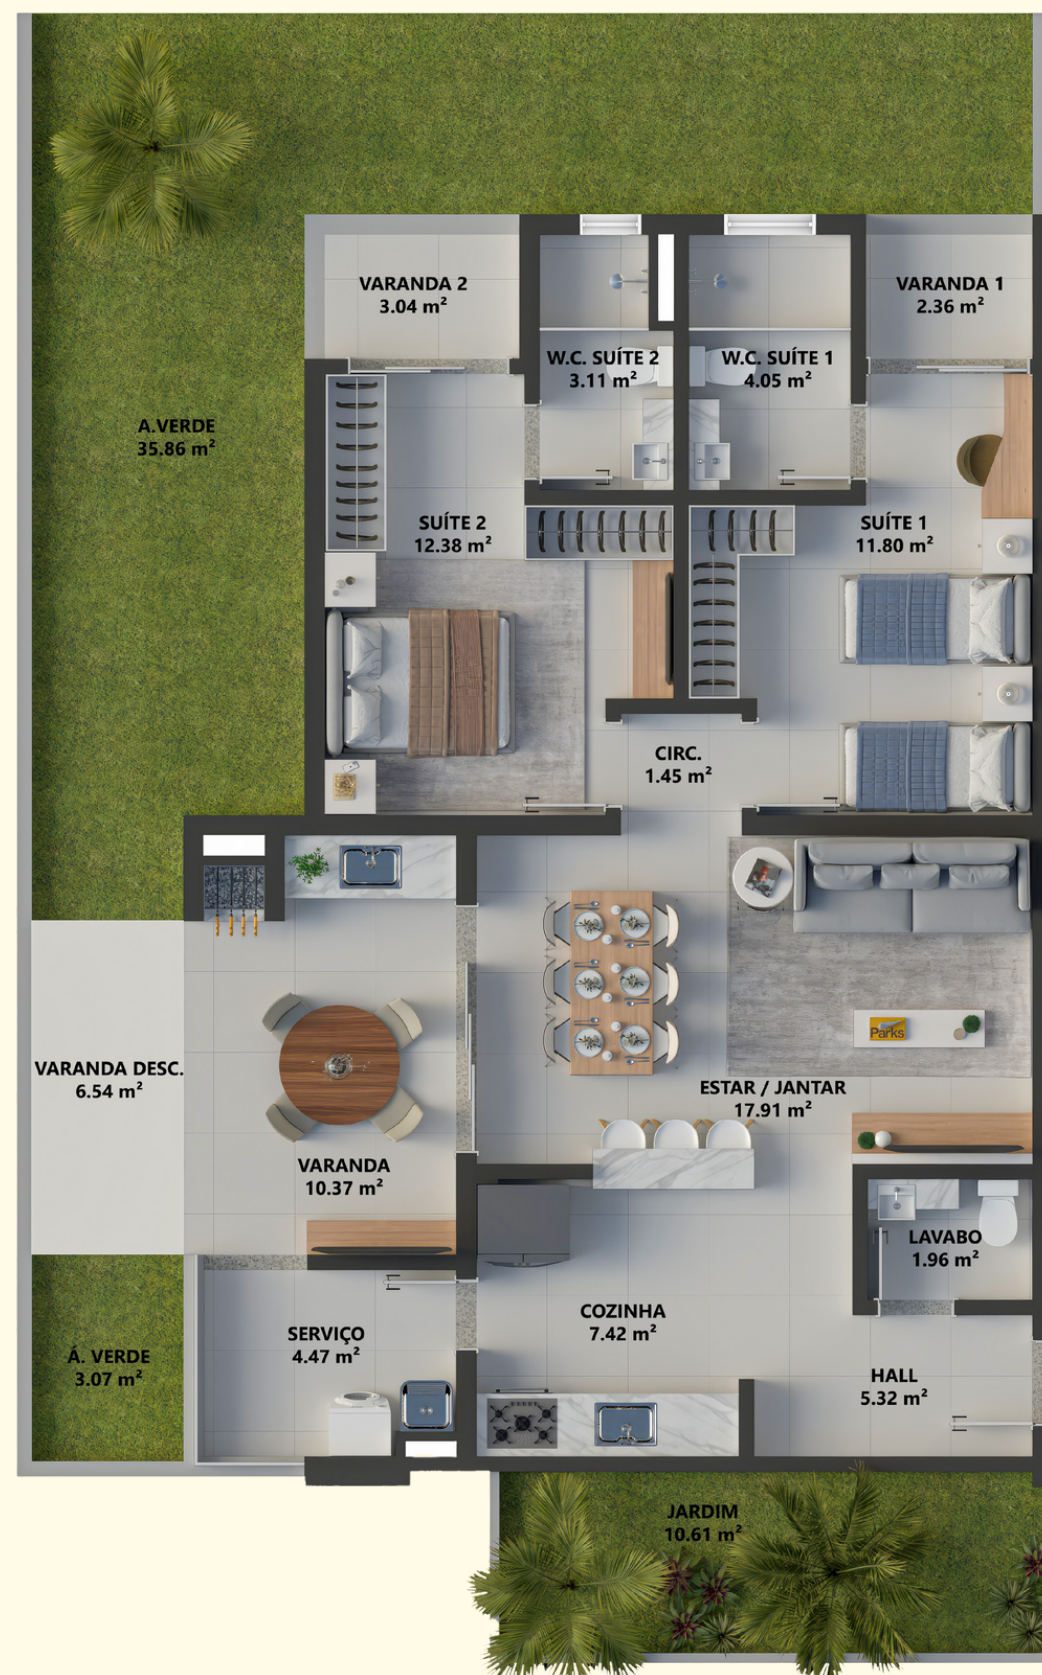 VARANDA 2
3.04 m²
VARANDA 1
2.36 m²
W.C. SUÍTE 2
3.11 m²
W.C. SUÍTE 1
4.05 m²
A.VERDE
35.86 m²
SUÍTE 2
12.38 m²
SUÍTE 1
11.80 m²
CIRC.
1.45 m²
Parks
VARANDA DESC.
6.54 m²
ESTAR / JANTAR
17.91 m²
VARANDA
10.37 m²
LAVABO
1.96 m²
COZINHA
7.42 m²
SERVIÇO
4.47 m²
Á. VERDE
3.07 m²
HALL
5.32 m²
JARDIM
10.61 m²